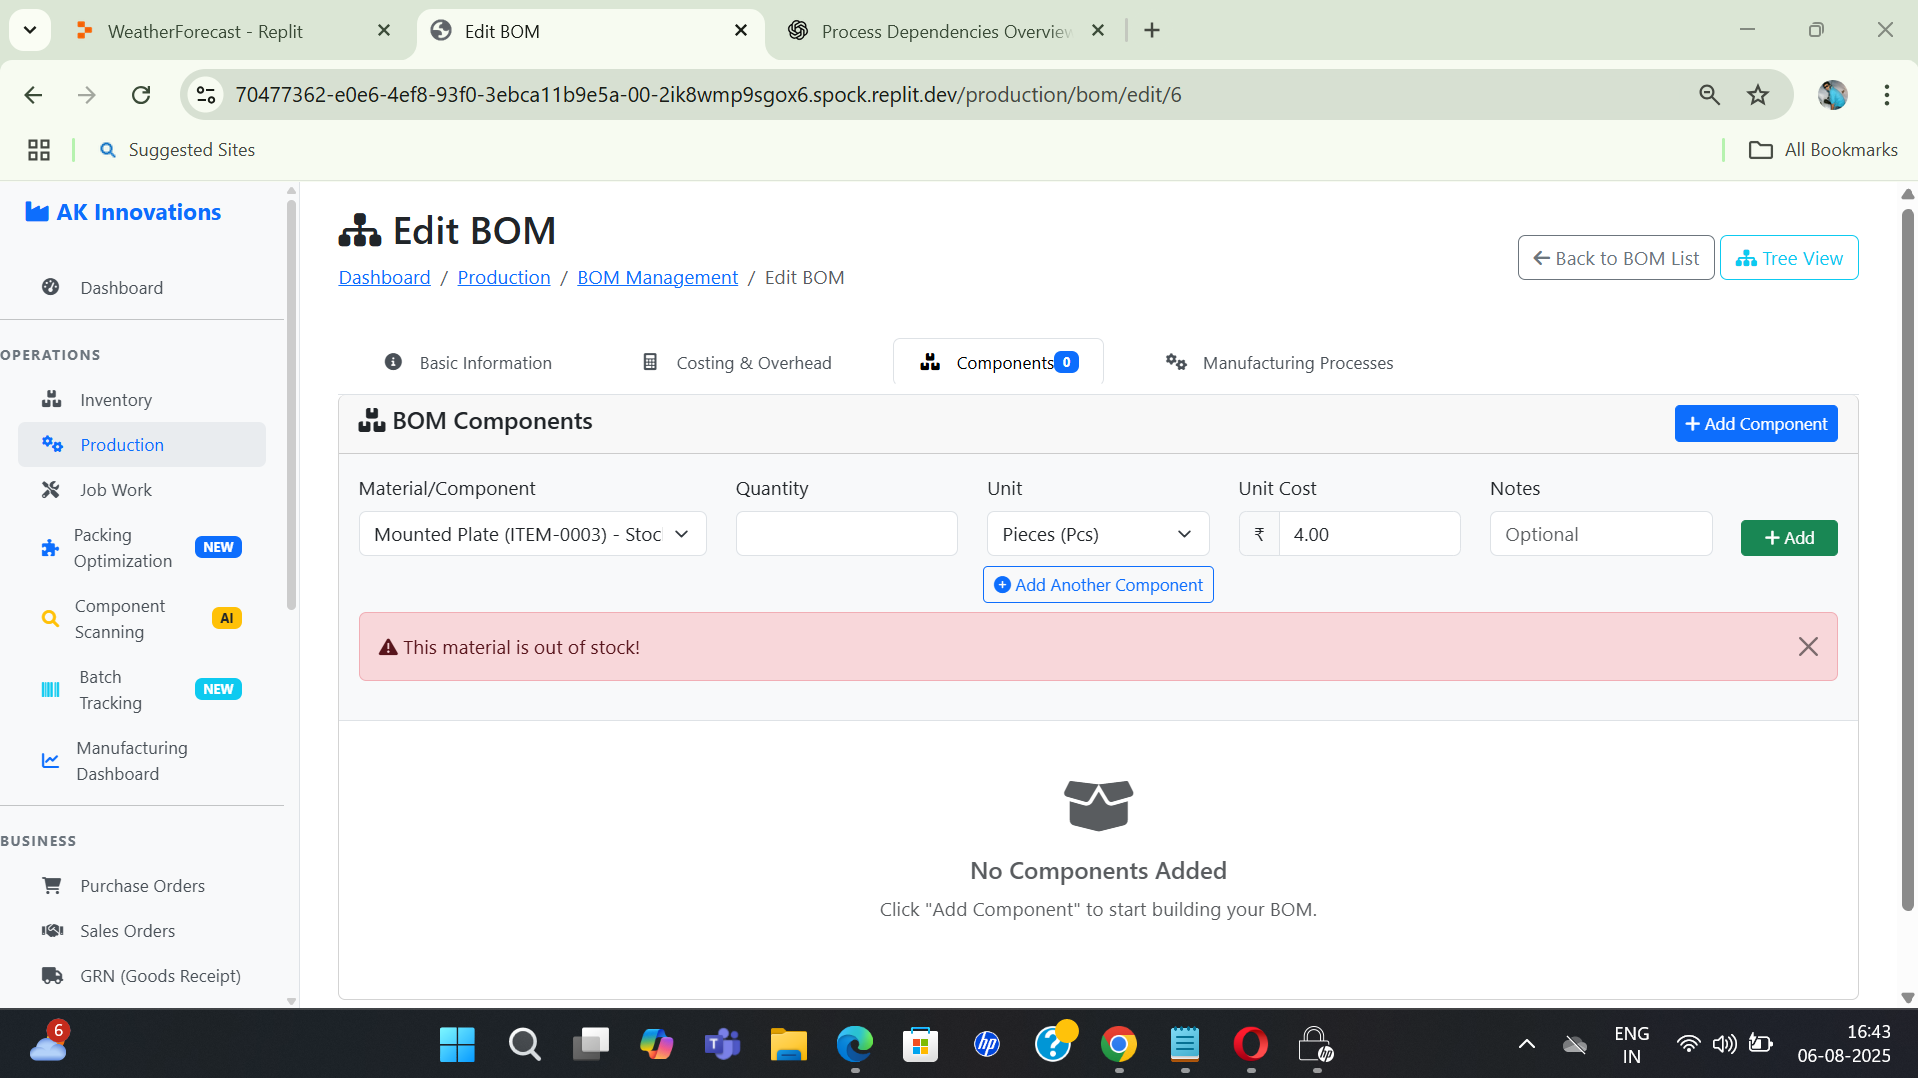 WeatherForecast - Replit
Edit BOM
Process Dependencies Overview
70477362-e0e6-4ef8-93f0-3ebca11b9e5a-00-2ik8wmp9sgox6.spock.replit.dev/production/bom/edit/6
Suggested Sites
All Bookmarks
AK Innovations
Dashboard
OPERATIONS
Inventory
Production
Job Work
Packing
Optimization
NEW
Component
Scanning
AI
Batch
Tracking
NEW
Manufacturing
Dashboard
BUSINESS
Purchase Orders
Sales Orders
GRN (Goods Receipt)
Edit BOM
Dashboard / Production / BOM Management / Edit BOM
Back to BOM List
Tree View
Basic Information
Costing & Overhead
Components 0
Manufacturing Processes
BOM Components
+ Add Component
Material/Component
Quantity
Unit
Unit Cost
Notes
Mounted Plate (ITEM-0003) - Stoc
Pieces (Pcs)
₹ 4.00
Optional
+ Add
Add Another Component
This material is out of stock!
No Components Added
Click "Add Component" to start building your BOM.
6
hp
ENG
IN
16:43
06-08-2025